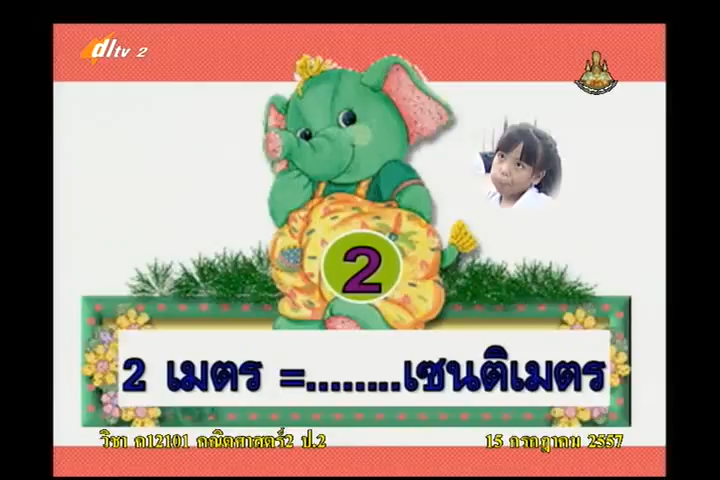 dltv 2
2
2 เมตร =........เซนติเมตร
วิชา ค12101 คณิตศาสตร์2 ป.2
15 กรกฎาคม 2557